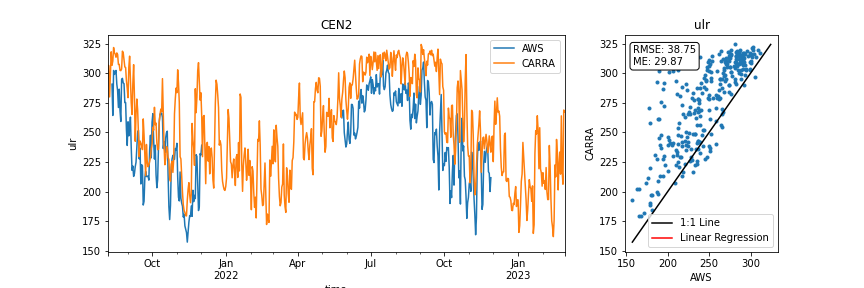 CEN2
ulr
325
300
275
250
225
200
175
150
ulr
AWS
CARRA
Oct
Jan
2022
Apr
Jul
Oct
Jan
2023
time
325
300
275
250
225
200
175
150
CARRA
RMSE: 38.75
ME: 29.87
1:1 Line
Linear Regression
150
200
250
300
AWS